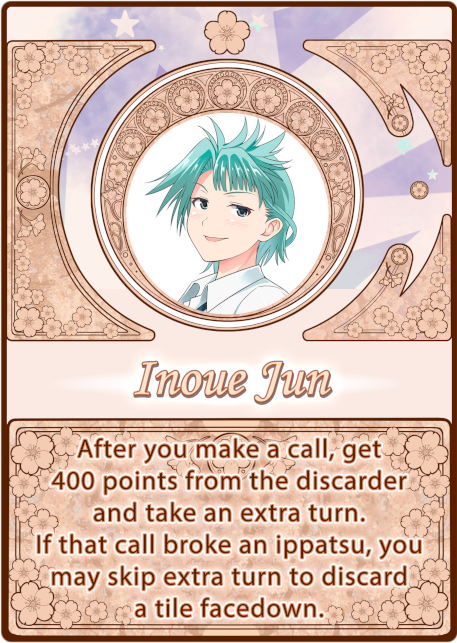 Inoue Jun
After you make a call, get
400 points from the discarder
and take an extra turn.
If that call broke an ippatsu, you
may skip extra turn to discard
a tile facedown.